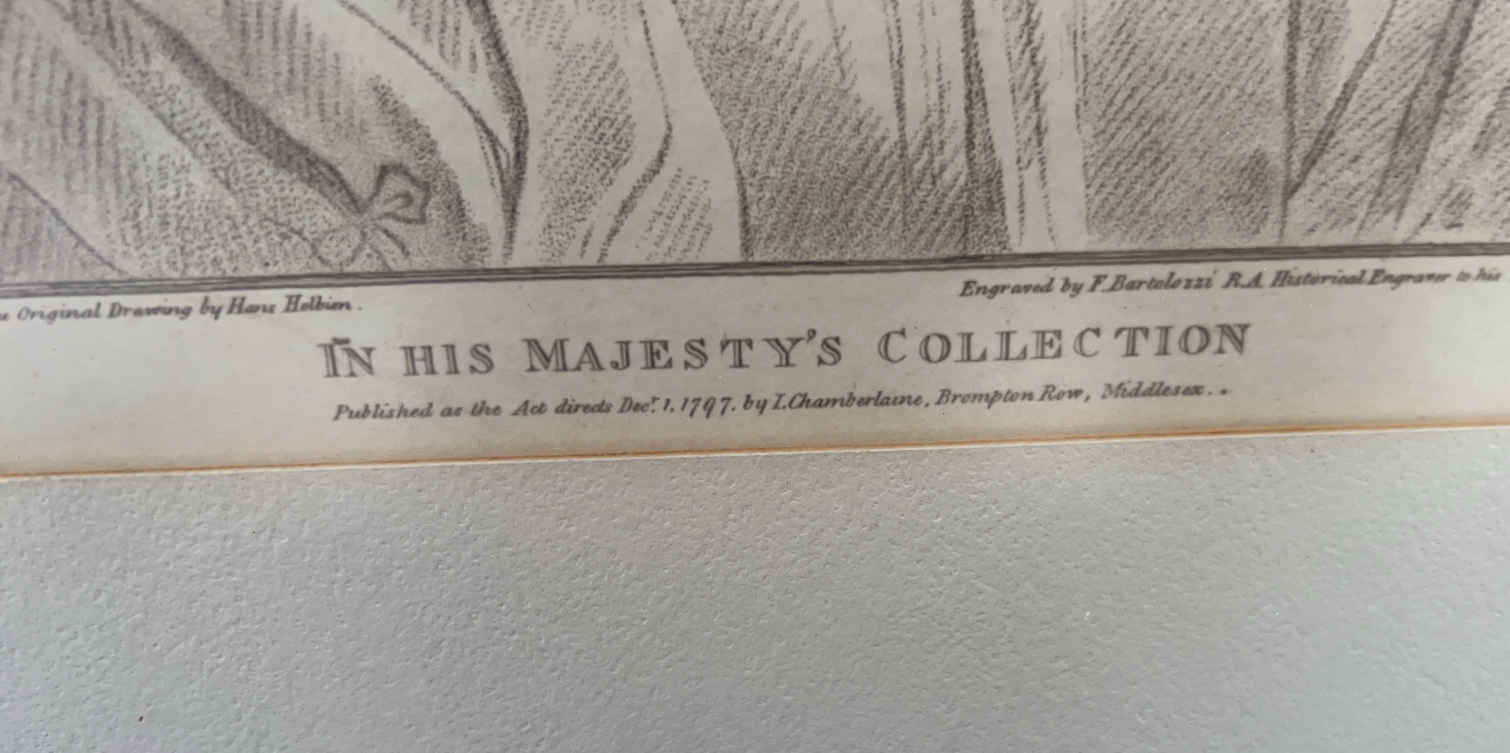 Original Drawing by Hans Holbien.
Engraved by F. Bartolozzi R.A. Historical Engraver to his
IN HIS MAJESTY'S COLLECTION
Published as the Act directs Decr. 1. 1797. by I. Chamberlaine, Brompton Row, Middlesex..